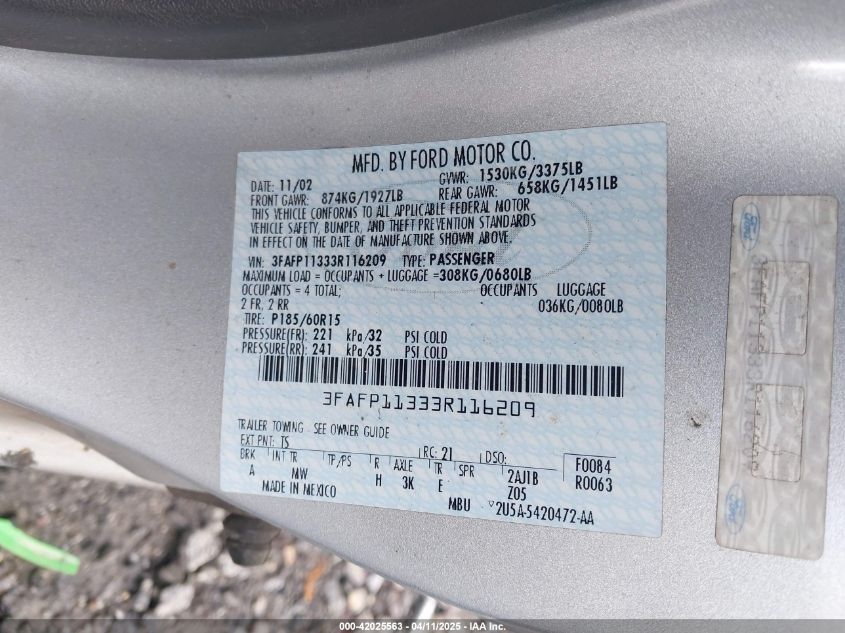 MFD. BY FORD MOTOR CO.
DATE: 11/02 GVWR: 1530KG/3375LB
FRONT GAWR: 874KG/1927LB REAR GAWR: 658KG/1451LB
THIS VEHICLE CONFORMS TO ALL APPLICABLE FEDERAL MOTOR
VEHICLE SAFETY, BUMPER, AND THEFT PREVENTION STANDARDS
IN EFFECT ON THE DATE OF MANUFACTURE SHOWN ABOVE.
VIN: 3FAFP11333R116209 TYPE: PASSENGER
MAXIMUM LOAD = OCCUPANTS + LUGGAGE =308KG/0680LB
OCCUPANTS = 4 TOTAL; OCCUPANTS LUGGAGE
2 FR, 2 RR 036KG/0080LB
TIRE: P185/60R15
PRESSURE(FR): 221 kPa/32 PSI COLD
PRESSURE(RR): 241 kPa/35 PSI COLD
3FAFP11333R116209
TRAILER TOWING - SEE OWNER GUIDE
EXT PNT: TS RC: 21 DSO:
BRK INT TR TP/PS R AXLE TR SPR 2AJ1B F0084
A MW H 3K E Z05 R0063
MADE IN MEXICO MBU 2U5A-5420472-AA
Ford
Ford
000-42025563 - 04/11/2025 - IAA Inc.